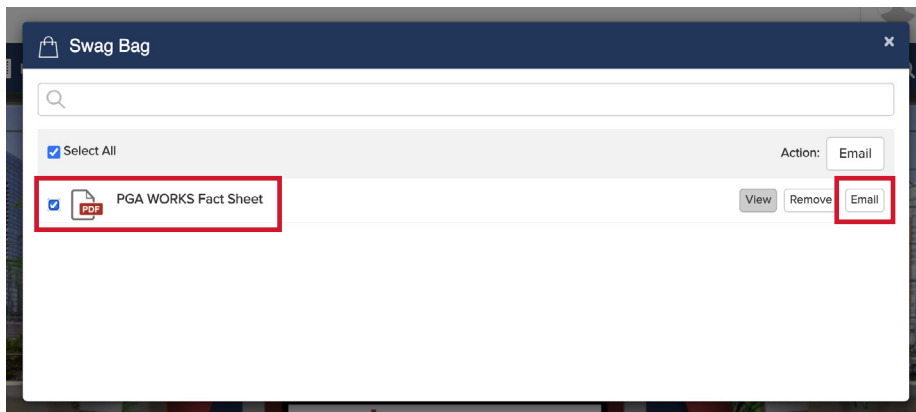 Swag Bag ×
Select All Action: Email
PDF PGA WORKS Fact Sheet View Remove Email